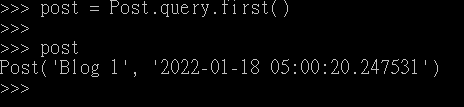 >>> post = Post.query.first()
>>>
>>> post
Post('Blog 1', '2022-01-18 05:00:20.247531')
>>>